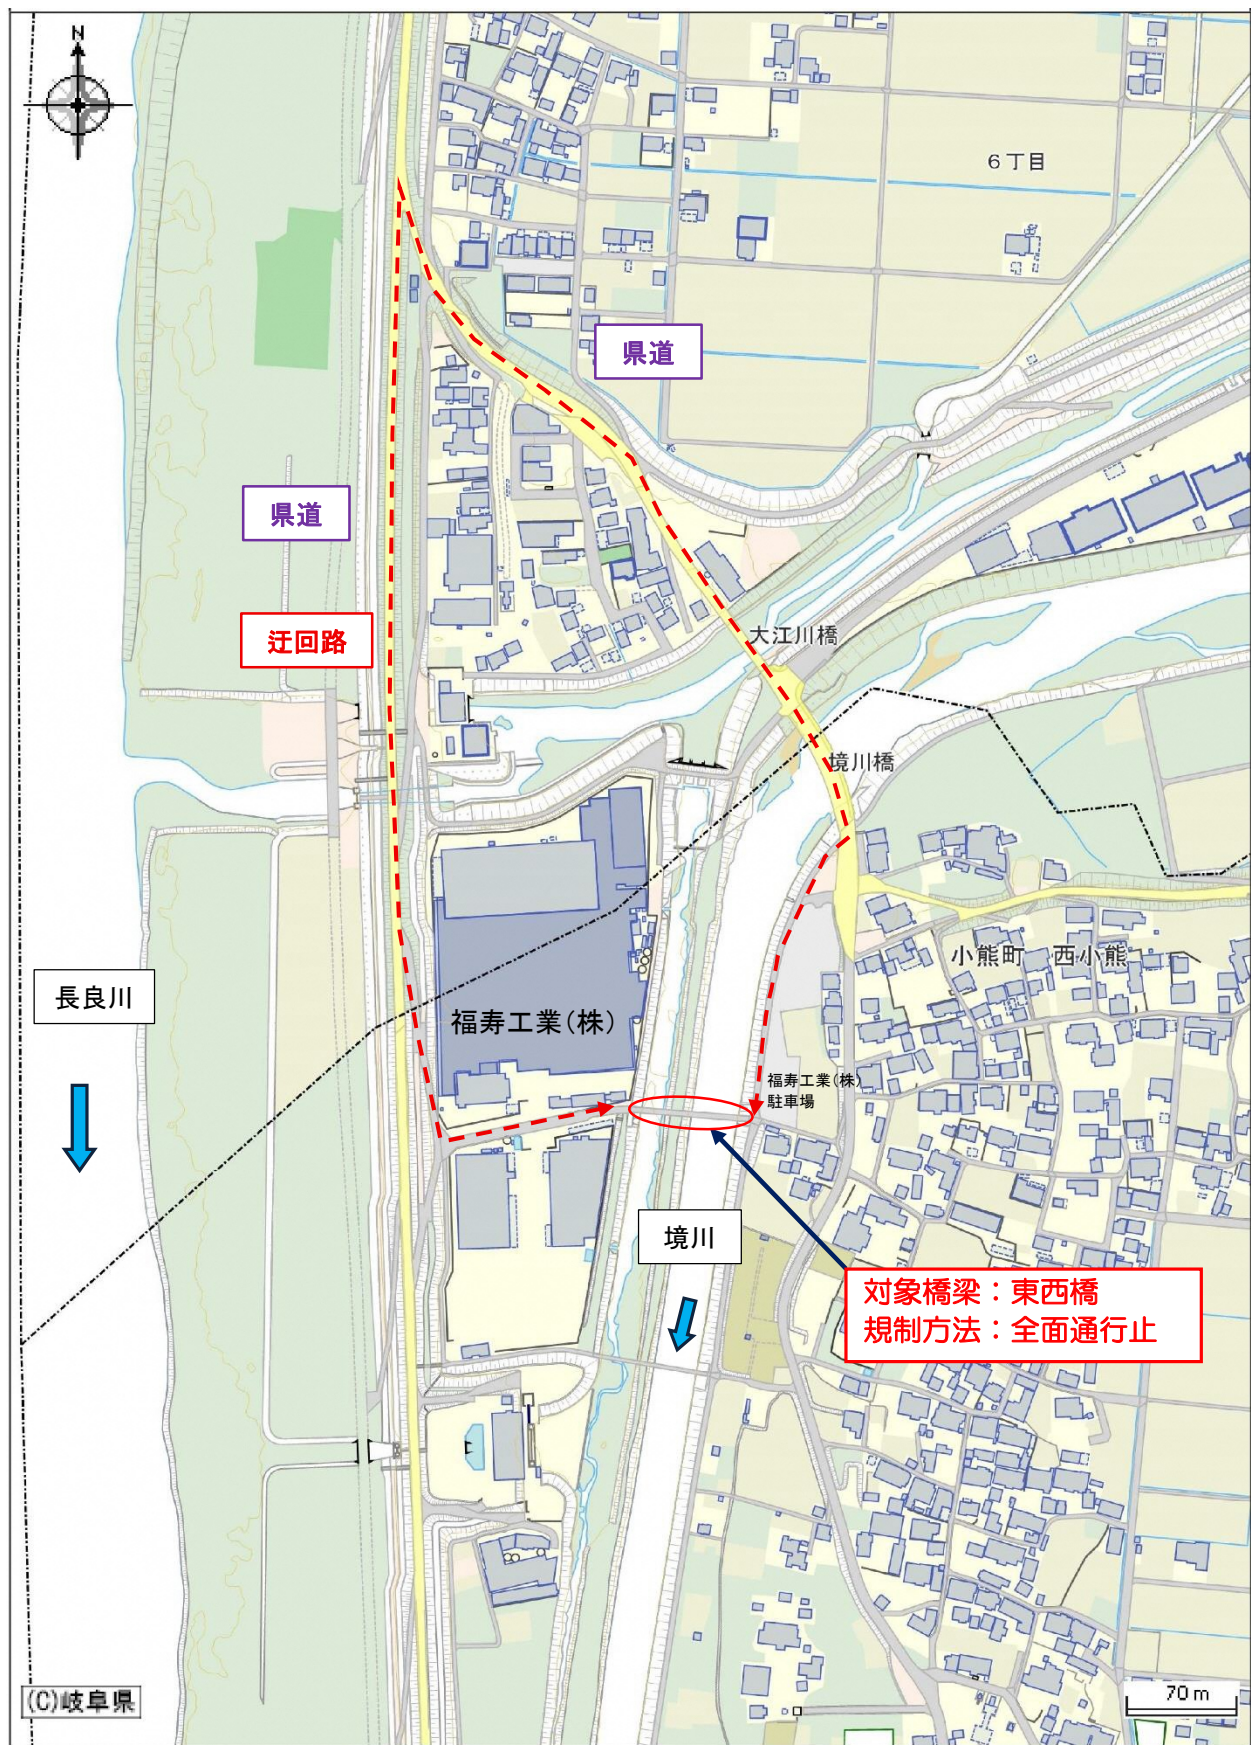 N
6丁目
県道
県道
迂回路
大江川橋
境川橋
小熊町 西小熊
長良川
福寿工業(株)
福寿工業(株)
駐車場
境川
対象橋梁：東西橋
規制方法：全面通行止
(C)岐阜県
70 m